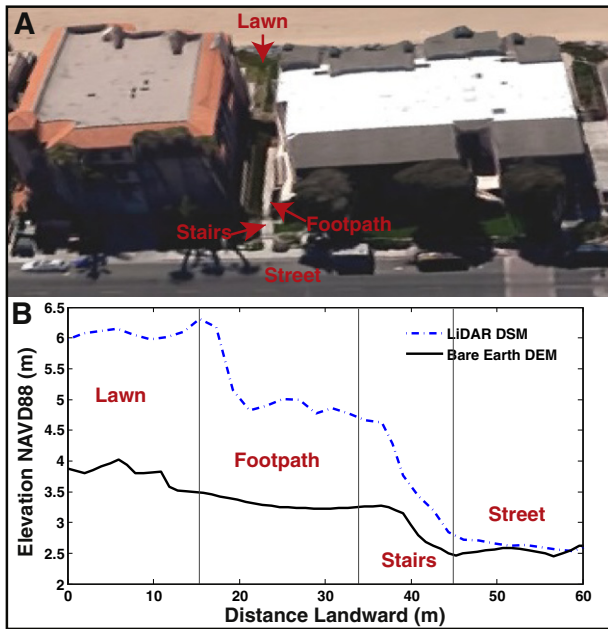 A
Lawn
Stairs
Footpath
Street
B
6.5
6
5.5
5
4.5
4
3.5
3
2.5
2
Elevation NAVD88 (m)
LiDAR DSM
Bare Earth DEM
Lawn
Footpath
Stairs
Street
0
10
20
30
40
50
60
Distance Landward (m)